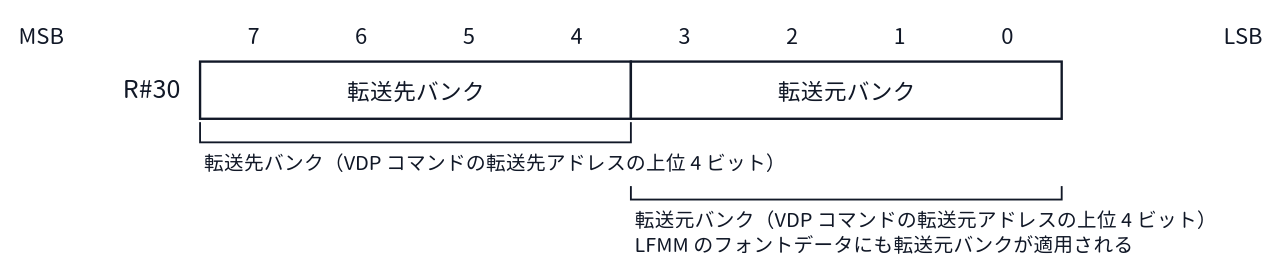 MSB 7 6 5 4 3 2 1 0 LSB
R#30 転送先バンク 転送元バンク
転送先バンク（VDP コマンドの転送先アドレスの上位 4 ビット）
転送元バンク（VDP コマンドの転送元アドレスの上位 4 ビット）
LFMM のフォントデータにも転送元バンクが適用される